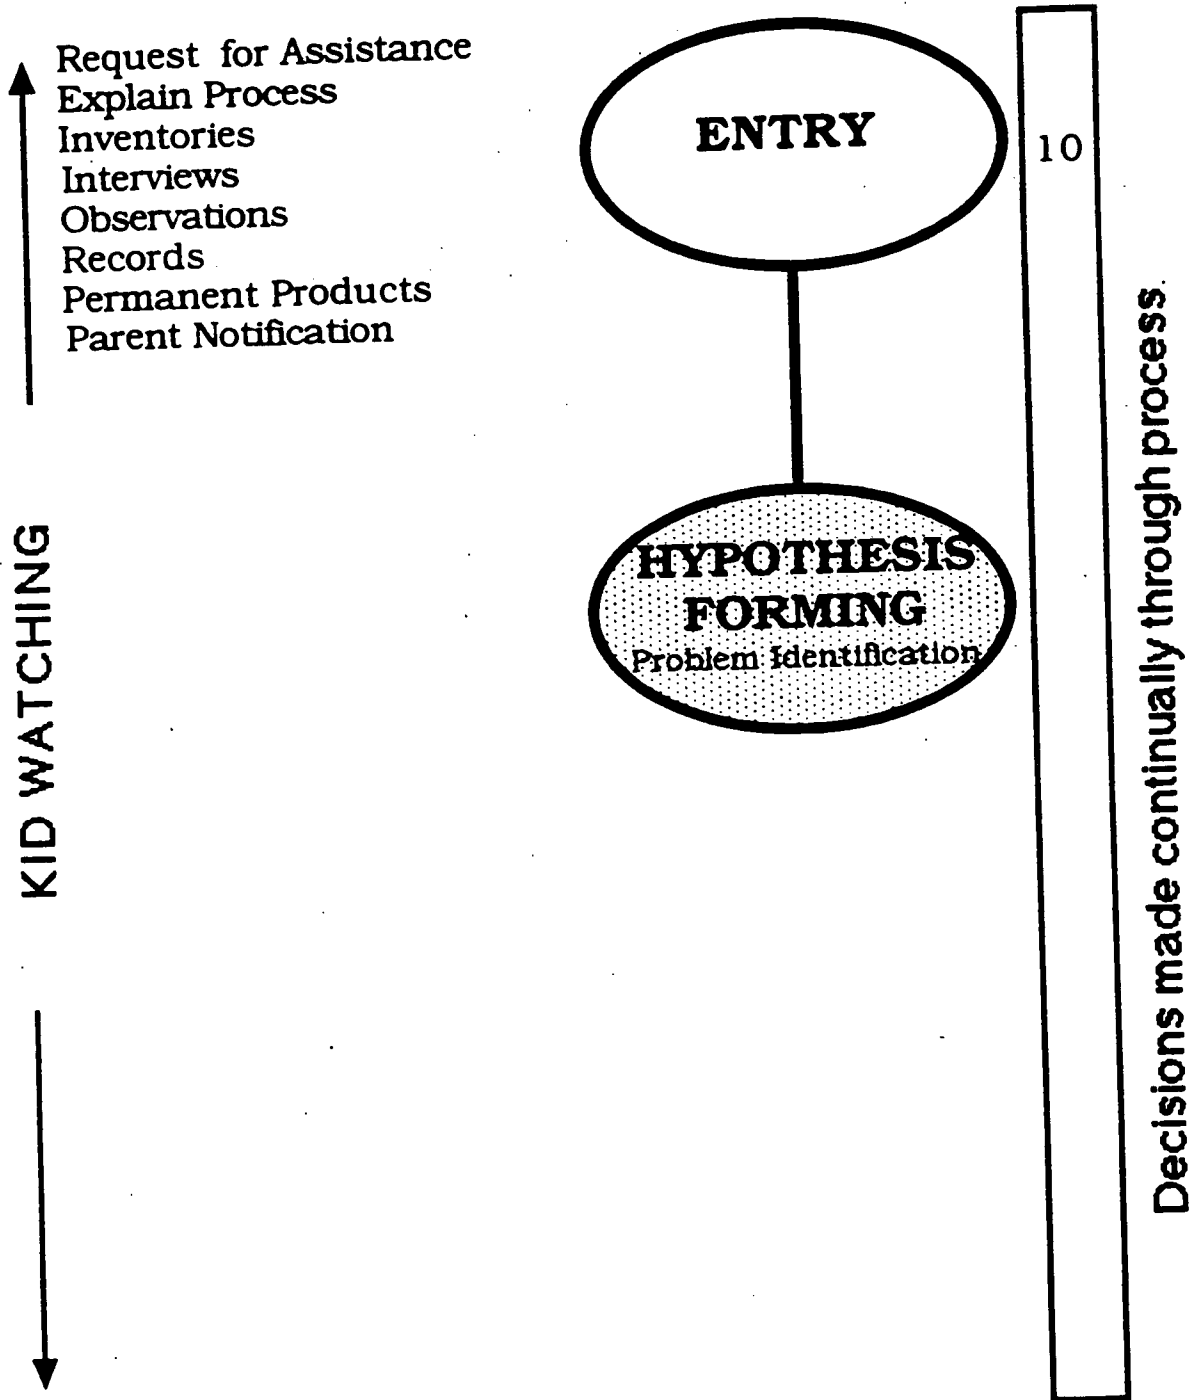 Request for Assistance
Explain Process
Inventories
Interviews
Observations
Records
Permanent Products
Parent Notification
KID WATCHING
ENTRY
10
HYPOTHESIS
FORMING
Problem Identification
Decisions made continually through process.